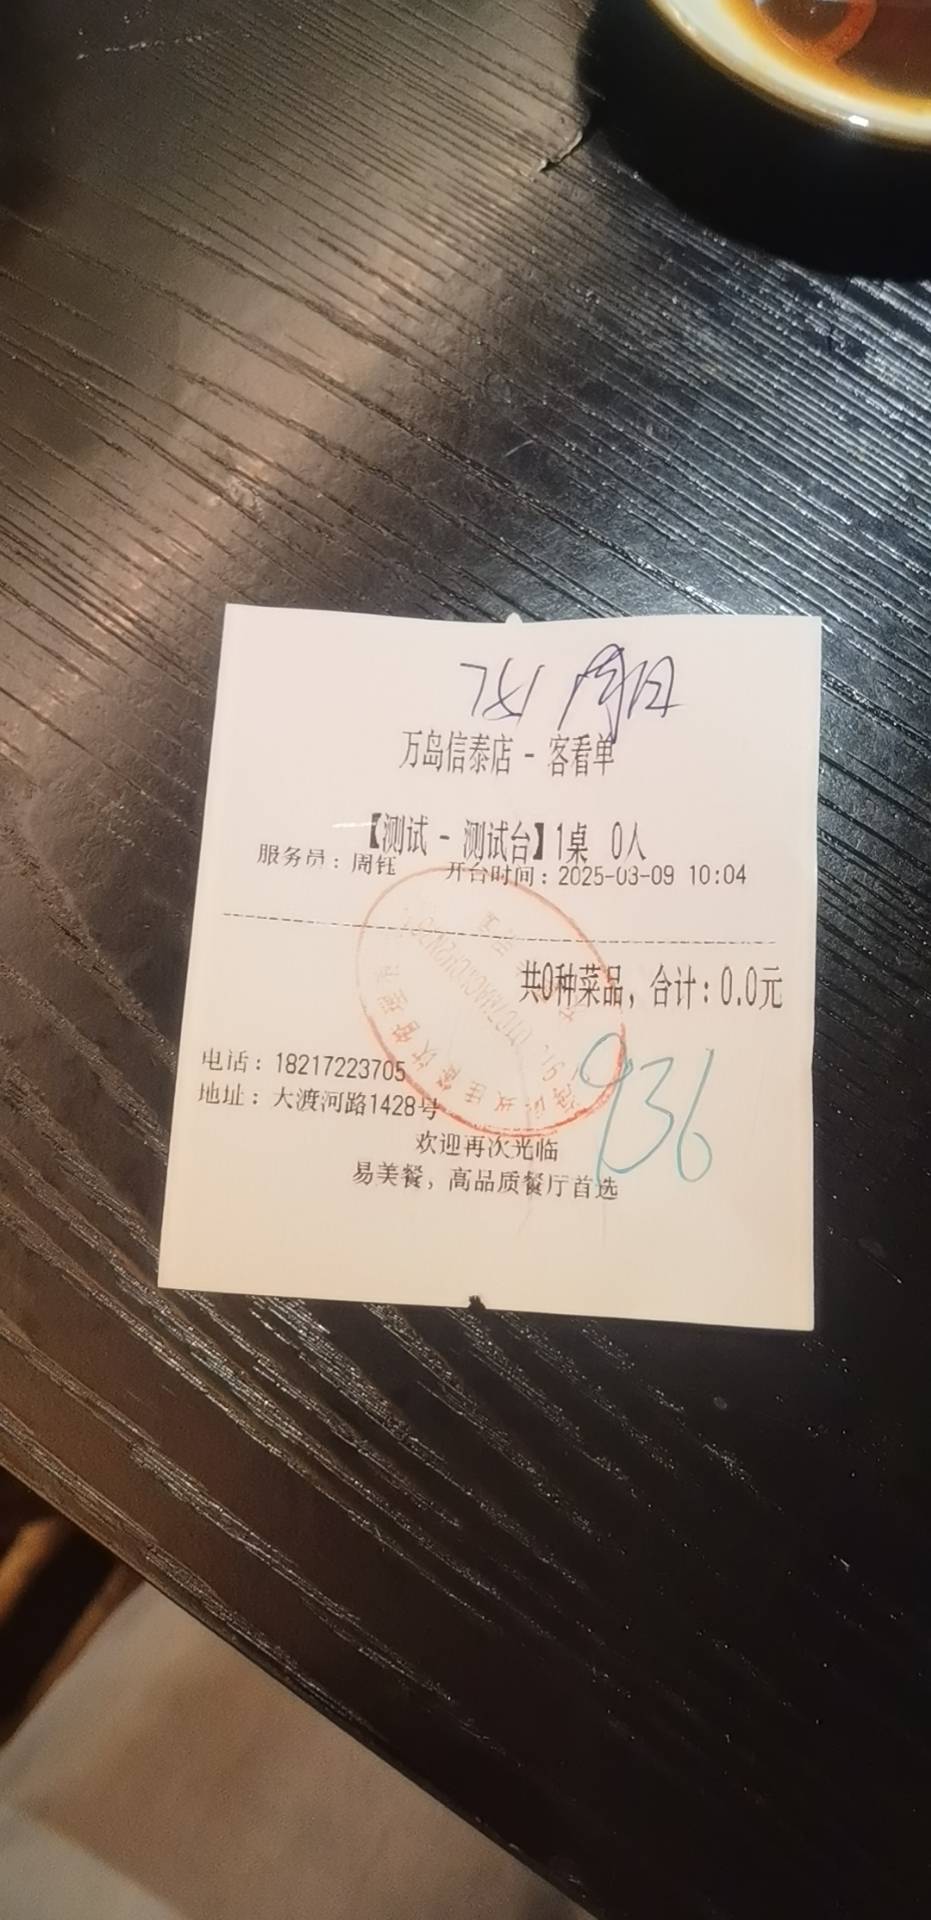 万岛信泰店 - 客看单
【测试 - 测试台】1桌 0人
服务员：周钰 开台时间：2025-03-09 10:04
共0种菜品，合计：0.0元
936
电话：18217223705
地址：大渡河路1428号
欢迎再次光临
易美餐，高品质餐厅首选